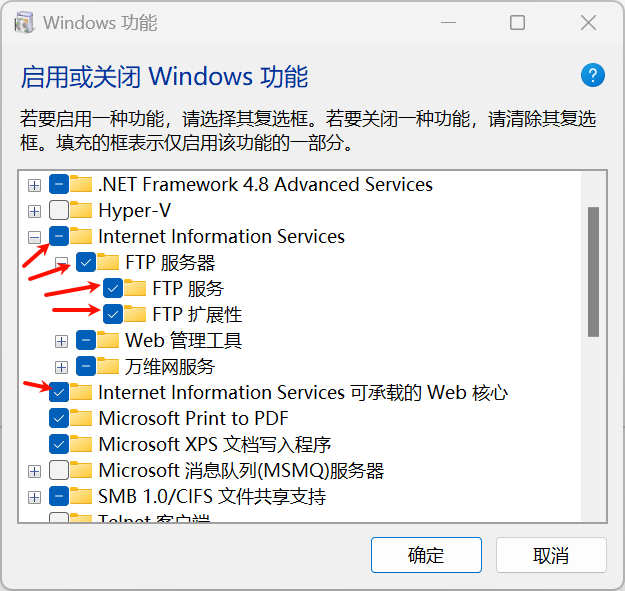 Windows 功能
启用或关闭 Windows 功能
?
若要启用一种功能，请选择其复选框。若要关闭一种功能，请清除其复选
框。填充的框表示仅启用该功能的一部分。
.NET Framework 4.8 Advanced Services
Hyper-V
Internet Information Services
FTP 服务器
FTP 服务
FTP 扩展性
Web 管理工具
万维网服务
Internet Information Services 可承载的 Web 核心
Microsoft Print to PDF
Microsoft XPS 文档写入程序
Microsoft 消息队列(MSMQ)服务器
SMB 1.0/CIFS 文件共享支持
Telnet 客户端
确定
取消